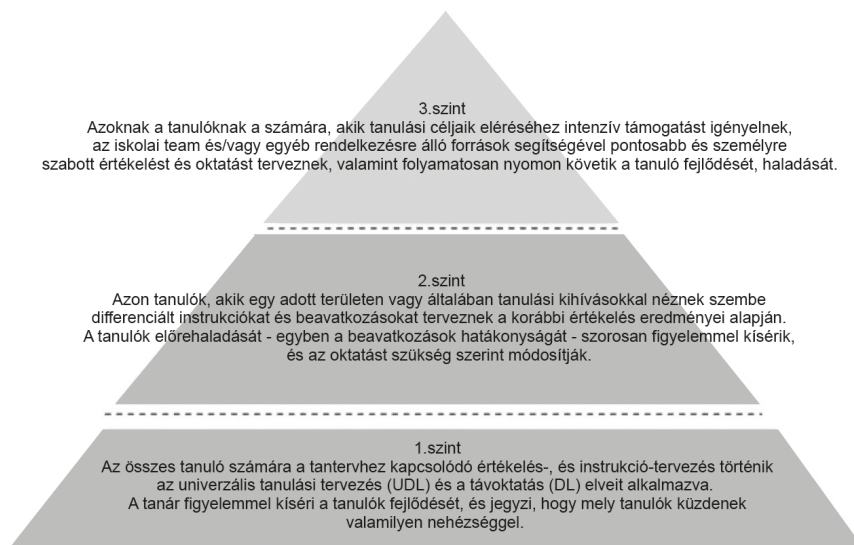 3.szint
Azoknak a tanulóknak a számára, akik tanulási céljaik eléréséhez intenzív támogatást igényelnek,
az iskolai team és/vagy egyéb rendelkezésre álló források segítségével pontosabb és személyre
szabott értékelést és oktatást terveznek, valamint folyamatosan nyomon követik a tanuló fejlődését, haladását.
2.szint
Azon tanulók, akik egy adott területen vagy általában tanulási kihívásokkal néznek szembe
differenciált instrukciókat és beavatkozásokat terveznek a korábbi értékelés eredményei alapján.
A tanulók előrehaladását - egyben a beavatkozások hatákonyságát - szorosan figyelemmel kísérik,
és az oktatást szükség szerint módosítják.
1.szint
Az összes tanuló számára a tantervhez kapcsolódó értékelés-, és instrukció-tervezés történik
az univerzális tanulási tervezés (UDL) és a távoktatás (DL) elveit alkalmazva.
A tanár figyelemmel kíséri a tanulók fejlődését, és jegyzi, hogy mely tanulók küzdenek
valamilyen nehézséggel.